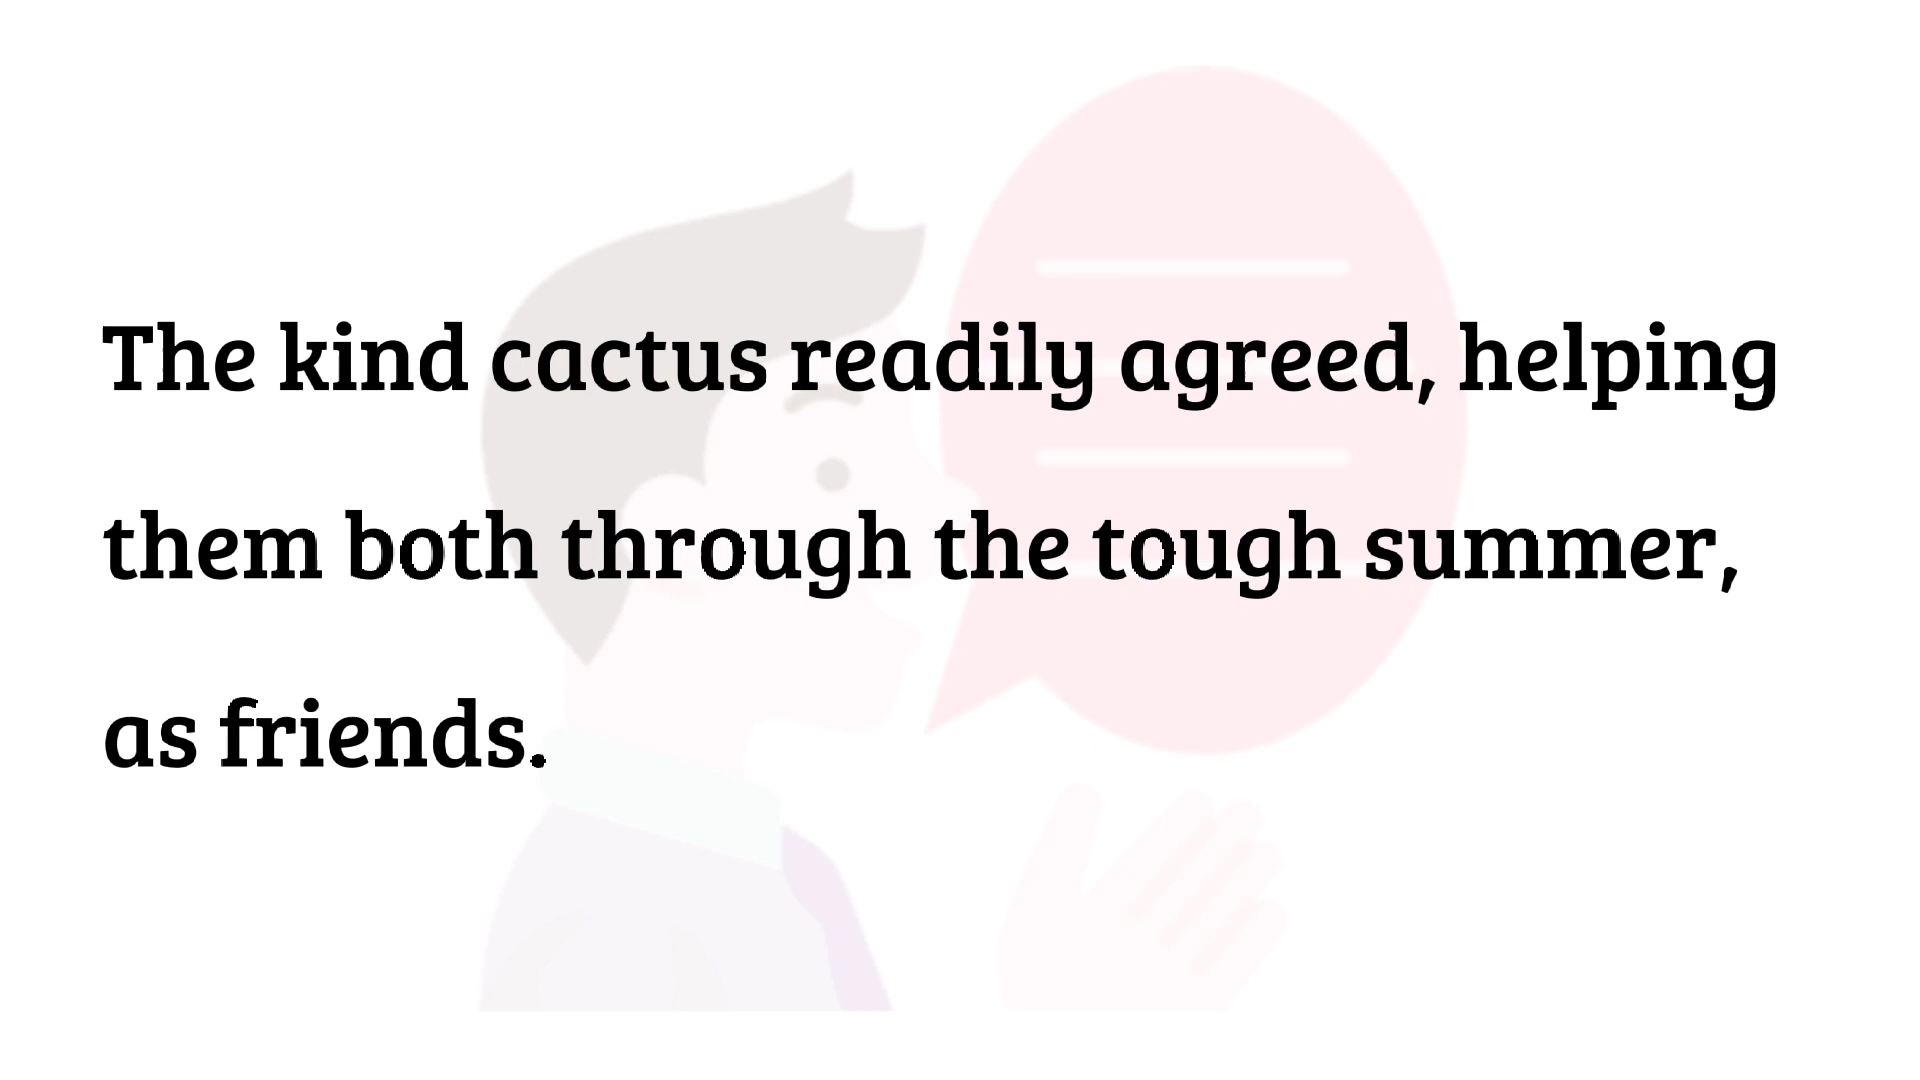 The kind cactus readily agreed, helping
them both through the tough summer,
as friends.